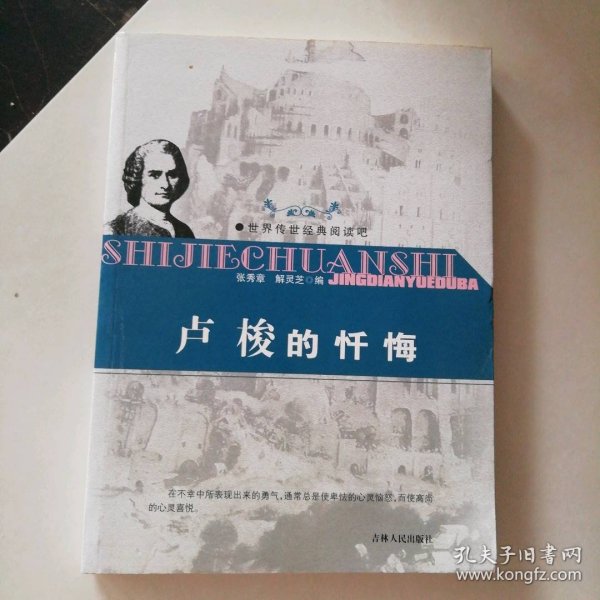 ●世界传世经典阅读吧
SHIJIECHUANSHI
张秀章 解灵芝○编 JINGDIANYUEDUBA
卢梭的忏悔
在不幸中所表现出来的勇气,通常总是使卑怯的心灵恼怒,而使高尚
的心灵喜悦。
吉林人民出版社
孔夫子旧书网
www.kongfz.com